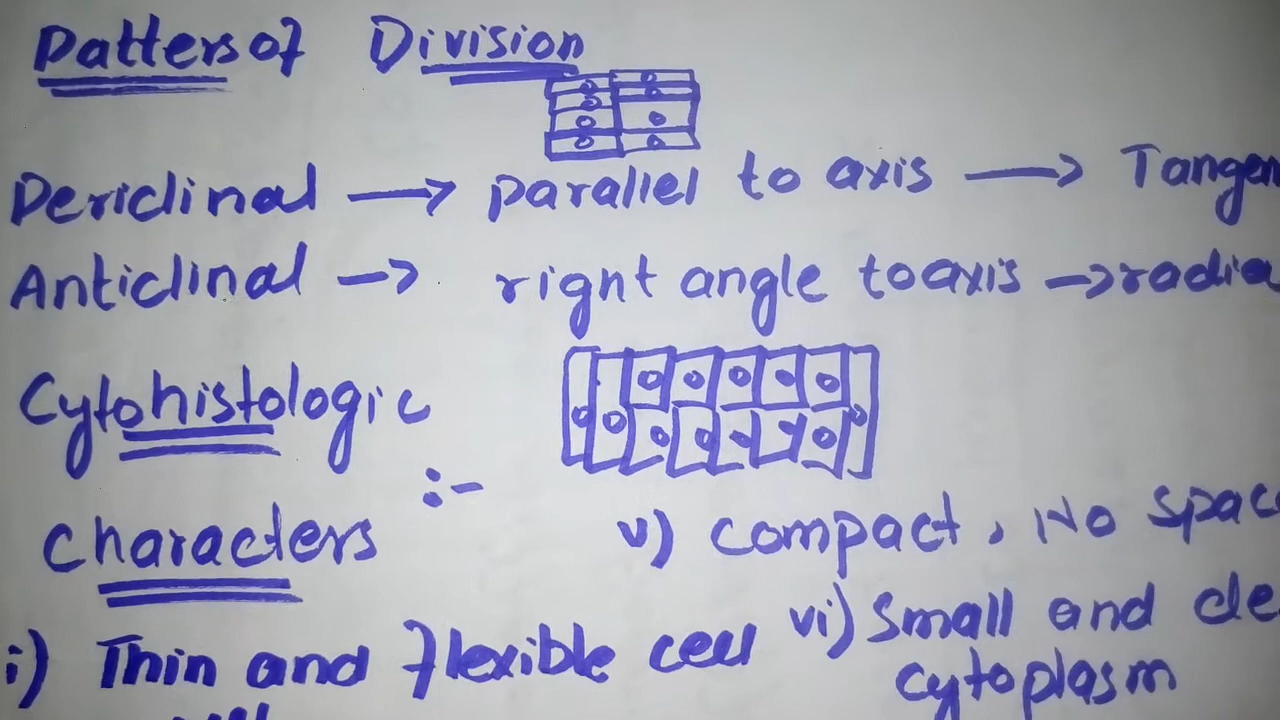 Patters of Division
Periclinal → parallel to axis → Tangen
Anticlinal → right angle to axis → radia
Cytohistologic
characters :-
v) compact, No spac
i) Thin and flexible cell
vi) small and de
cytoplasm